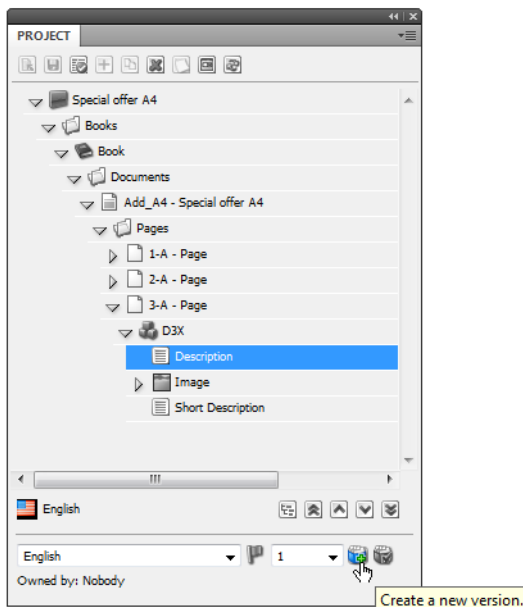 PROJECT
Special offer A4
Books
Book
Documents
Add_A4 - Special offer A4
Pages
1-A - Page
2-A - Page
3-A - Page
D3X
Description
Image
Short Description
English
English 1
Owned by: Nobody
Create a new version.